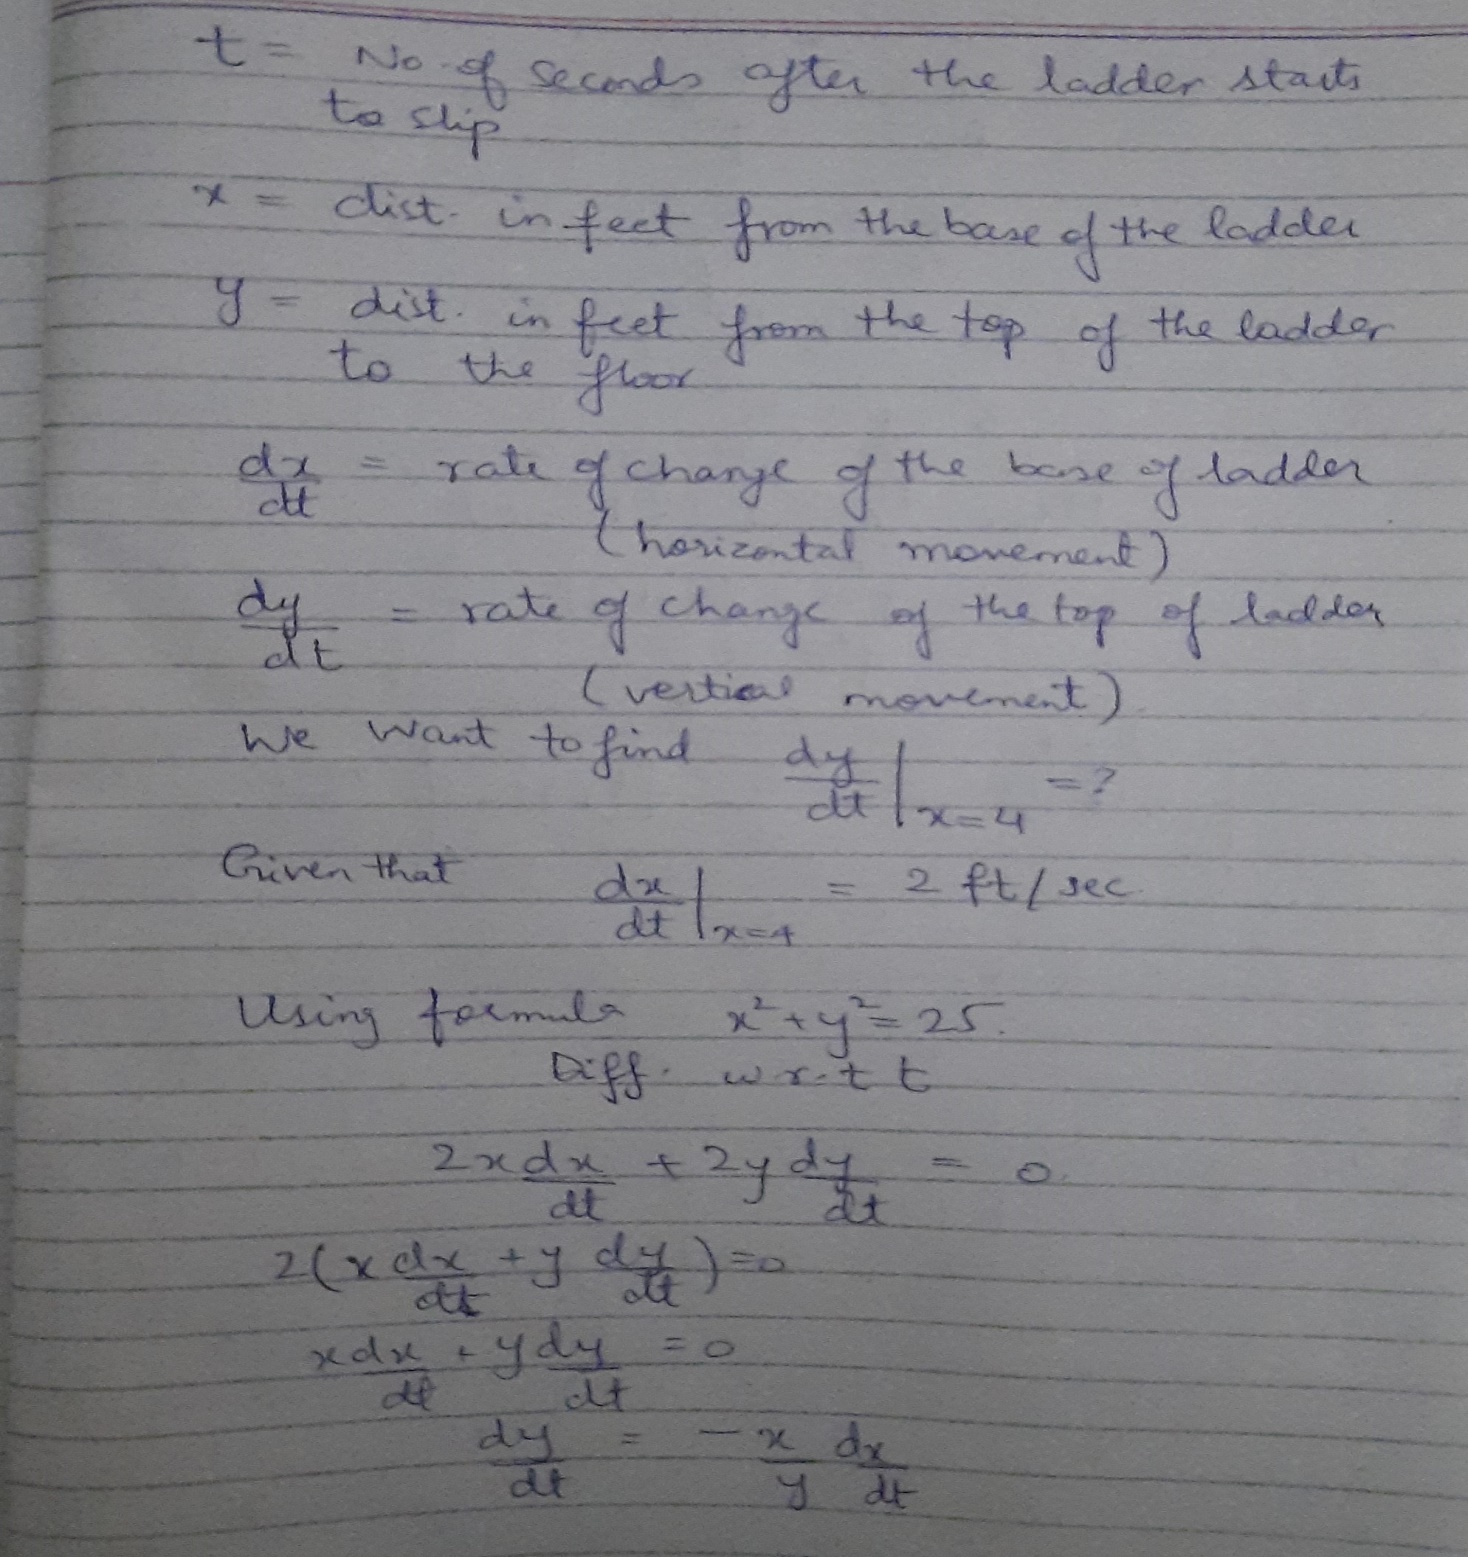 t = No. of seconds after the ladder starts
to slip
x = dist. in feet from the base of the ladder
y = dist. in feet from the top of the ladder
to the floor
dx/dt = rate of change of the base of ladder
(horizontal movement)
dy/dt = rate of change of the top of ladder
(vertical movement)
We want to find dy/dt |x=4 = ?
Given that dx/dt |x=4 = 2 ft/sec
Using formula x² + y² = 25.
Diff. w.r.t t
2x dx/dt + 2y dy/dt = 0
2(x dx/dt + y dy/dt) = 0
x dx/dt + y dy/dt = 0
dy/dt = -x/y dx/dt